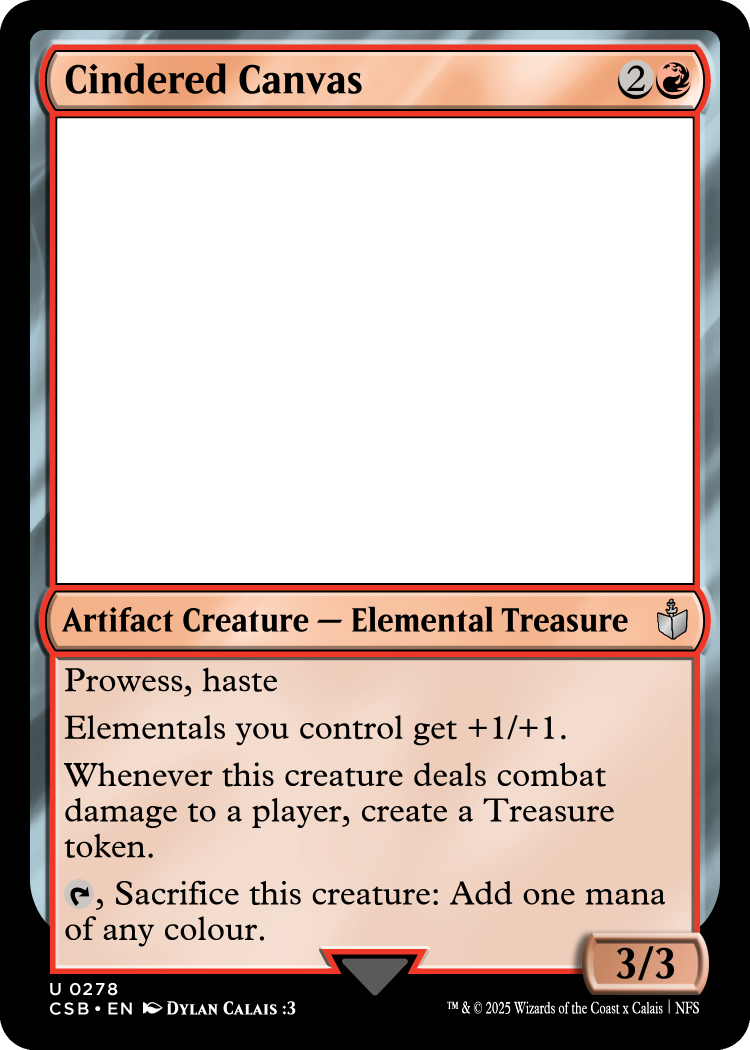 Cindered Canvas 2
Artifact Creature — Elemental Treasure
Prowess, haste
Elementals you control get +1/+1.
Whenever this creature deals combat
damage to a player, create a Treasure
token.
, Sacrifice this creature: Add one mana
of any colour.
3/3
U 0278
CSB • EN Dylan Calais :3
™ & © 2025 Wizards of the Coast x Calais | NFS